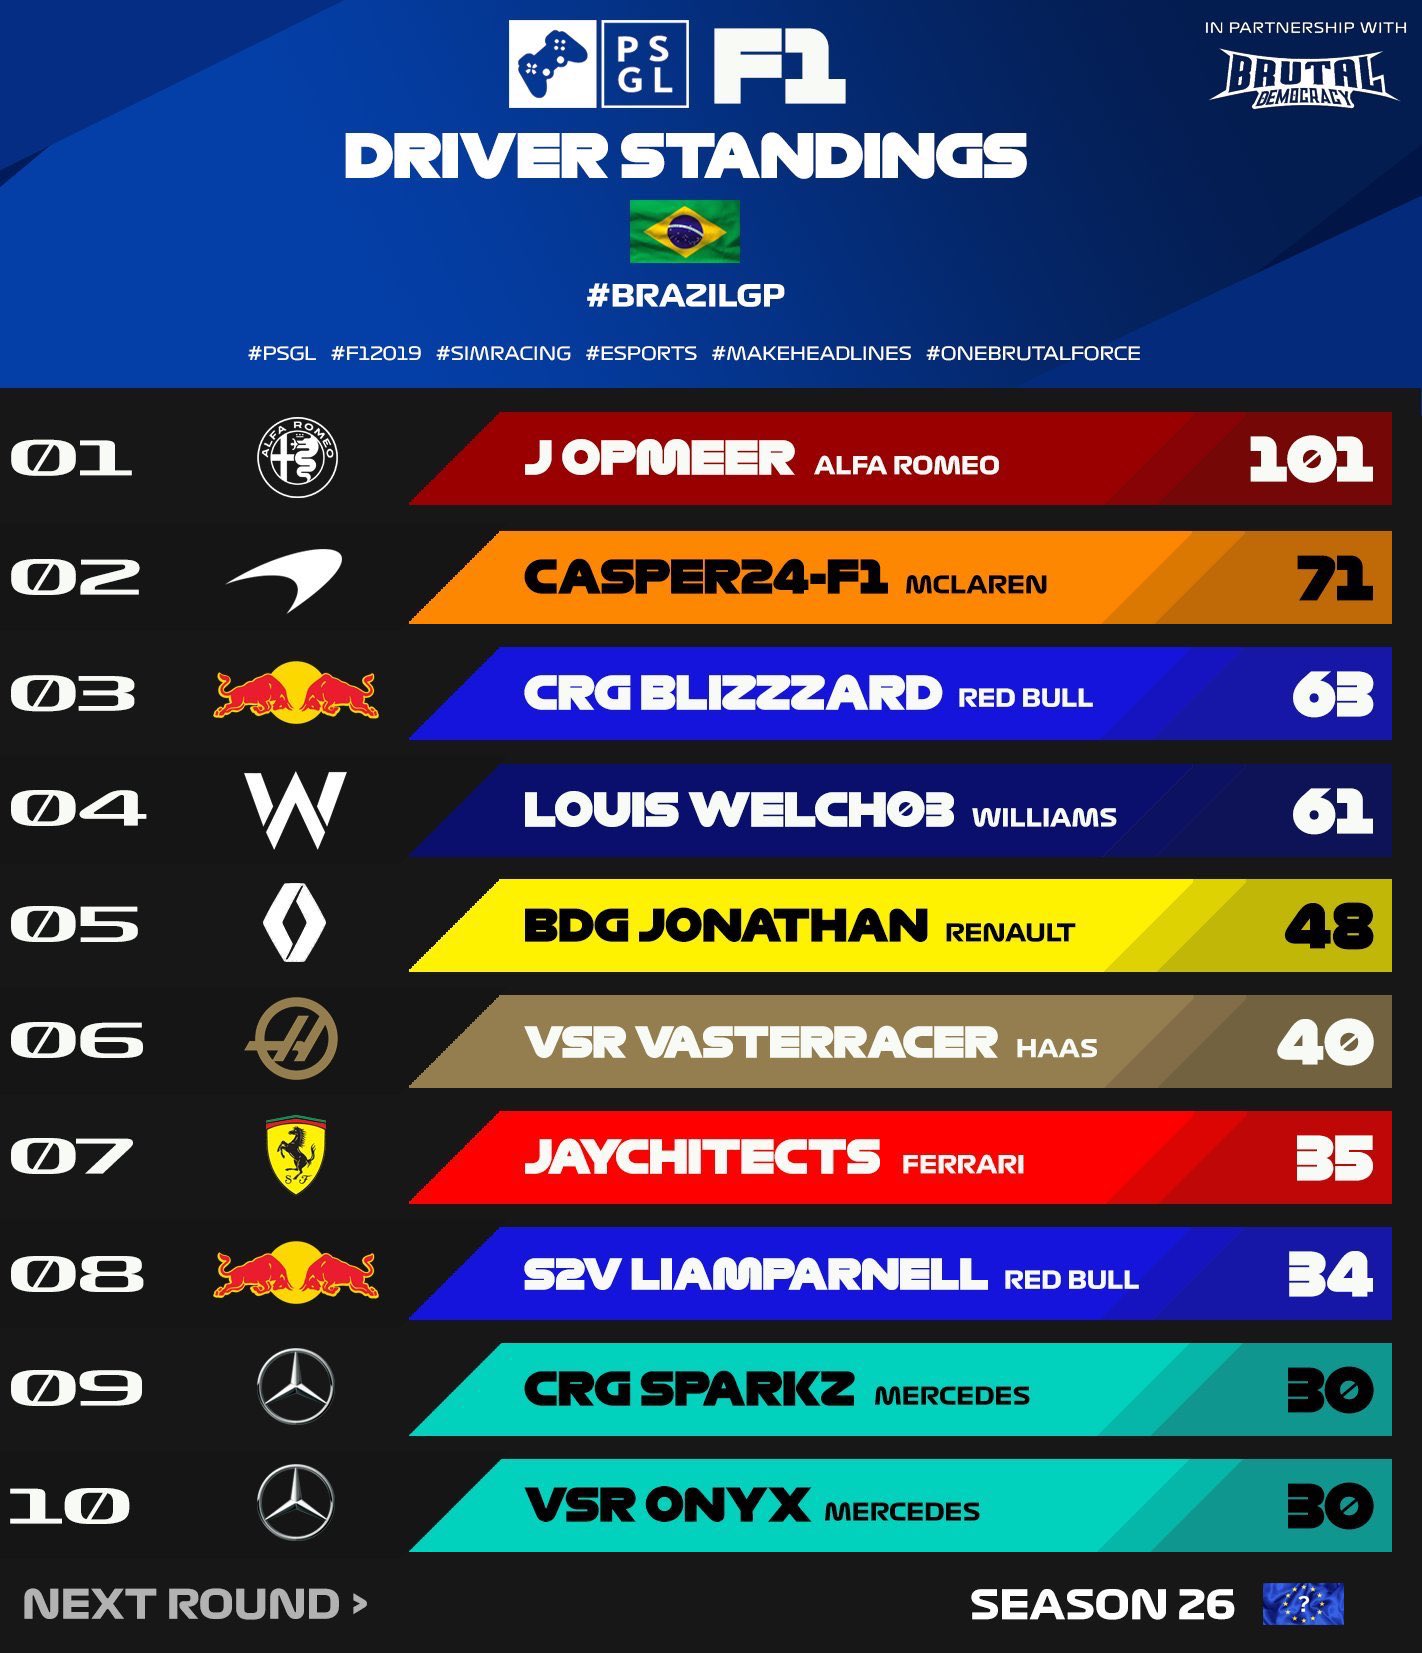 PS
GL
F1
IN PARTNERSHIP WITH
BRUTAL
DEMOCRACY
DRIVER STANDINGS
#BRAZILGP
#PSGL #F12019 #SIMRACING #ESPORTS #MAKEHEADLINES #ONEBRUTALFORCE
01 ALFA ROMEO J OPMEER ALFA ROMEO 101
02 CASPER24-F1 MCLAREN 71
03 CRG BLIZZZARD RED BULL 63
04 W LOUIS WELCH03 WILLIAMS 61
05 BDG JONATHAN RENAULT 48
06 H VSR VASTERRACER HAAS 40
07 S F JAYCHITECTS FERRARI 35
08 S2V LIAMPARNELL RED BULL 34
09 CRG SPARKZ MERCEDES 30
10 VSR ONYX MERCEDES 30
NEXT ROUND > SEASON 26 ?